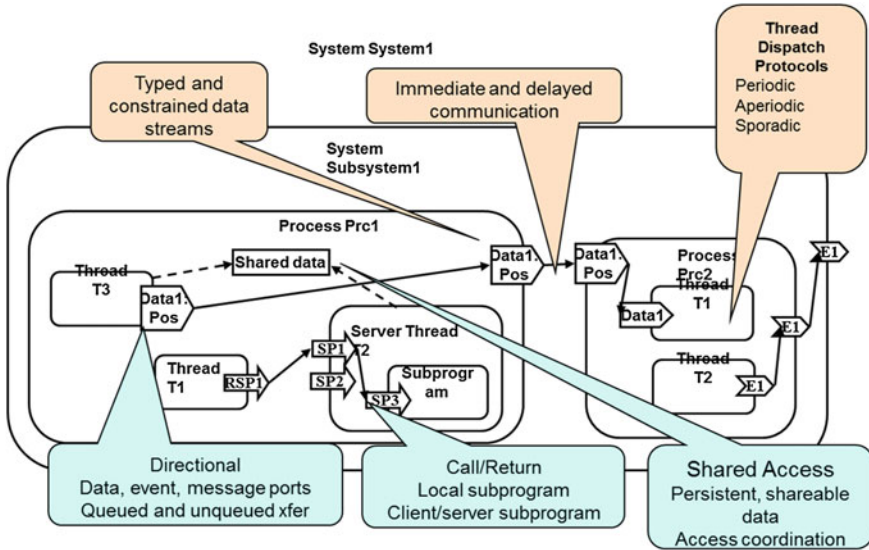 System System1
Thread
Dispatch
Protocols
Periodic
Aperiodic
Sporadic
Typed and
constrained data
streams
Immediate and delayed
communication
System
Subsystem1
Process Prc1
Thread
T3
Shared data
Data1.
Pos
Data1.
Pos
Data1.
Pos
Process
Prc2
Thread
T1
Data1
E1
E1
Thread
T2
E1
Server Thread
T2
SP1
SP2
SP3
Subprogr
am
Thread
T1
RSP1
Directional
Data, event, message ports
Queued and unqueued xfer
Call/Return
Local subprogram
Client/server subprogram
Shared Access
Persistent, shareable
data
Access coordination